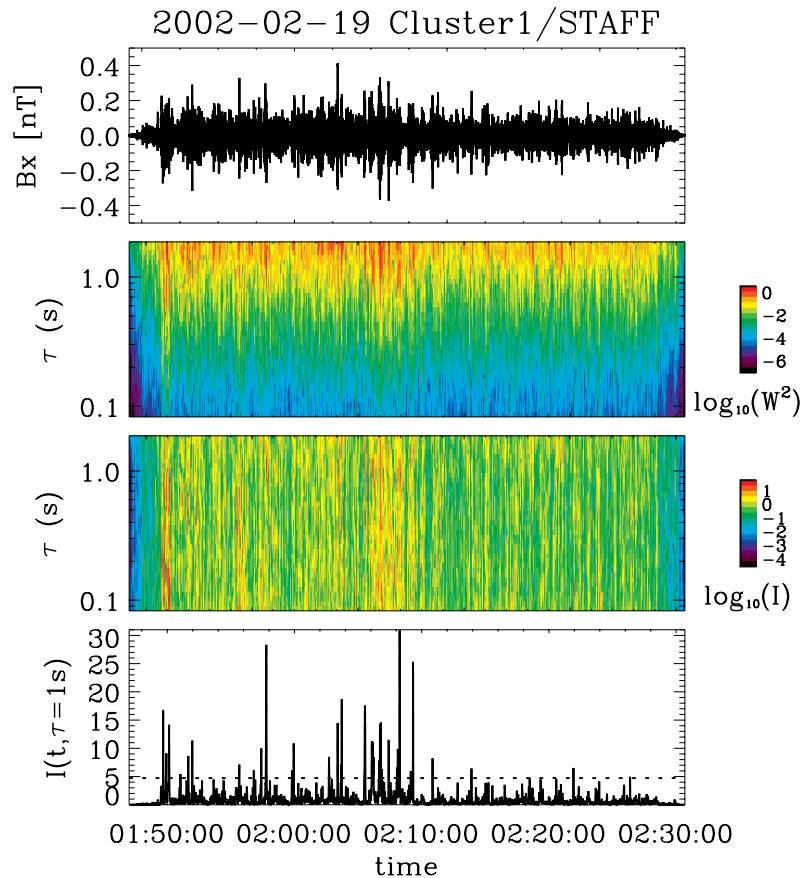 2002-02-19 Cluster1/STAFF
Bx [nT]
0.4
0.2
0.0
-0.2
-0.4
τ (s)
1.0
0.1
0
-2
-4
-6
log₁₀(W²)
τ (s)
1.0
0.1
1
0
-1
-2
-3
-4
log₁₀(I)
I(t,τ=1s)
30
25
20
15
10
5
0
01:50:00 02:00:00 02:10:00 02:20:00 02:30:00
time